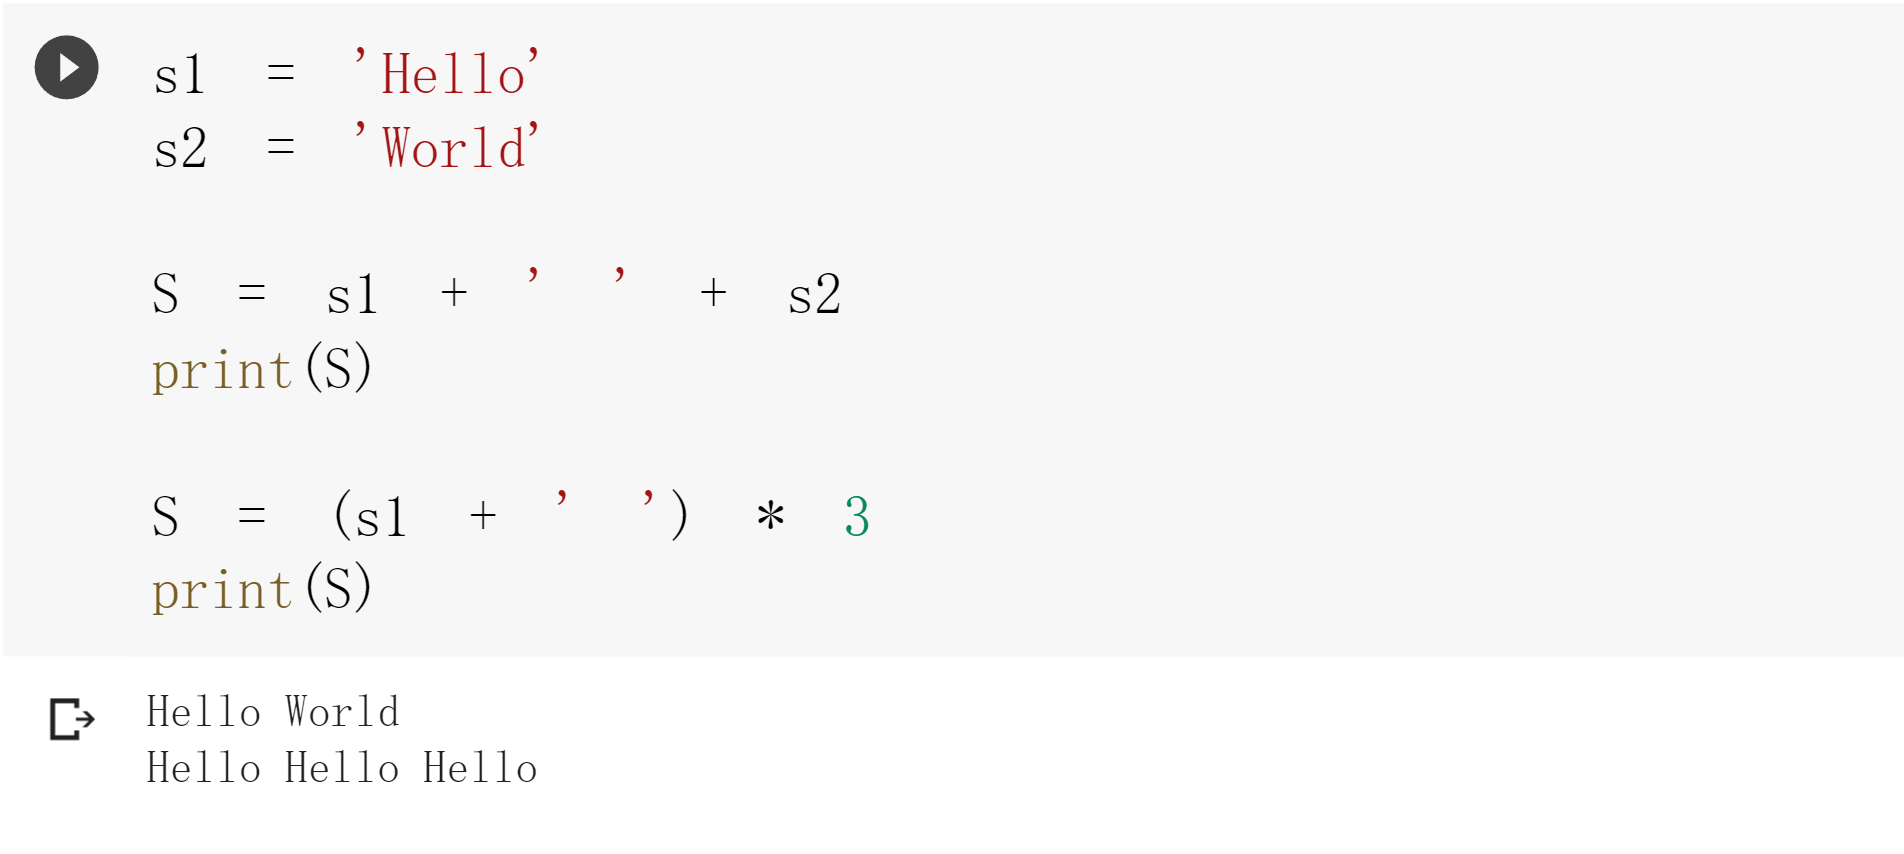 s1 = 'Hello'
s2 = 'World'
S = s1 + ' ' + s2
print(S)
S = (s1 + ' ') * 3
print(S)
Hello World
Hello Hello Hello